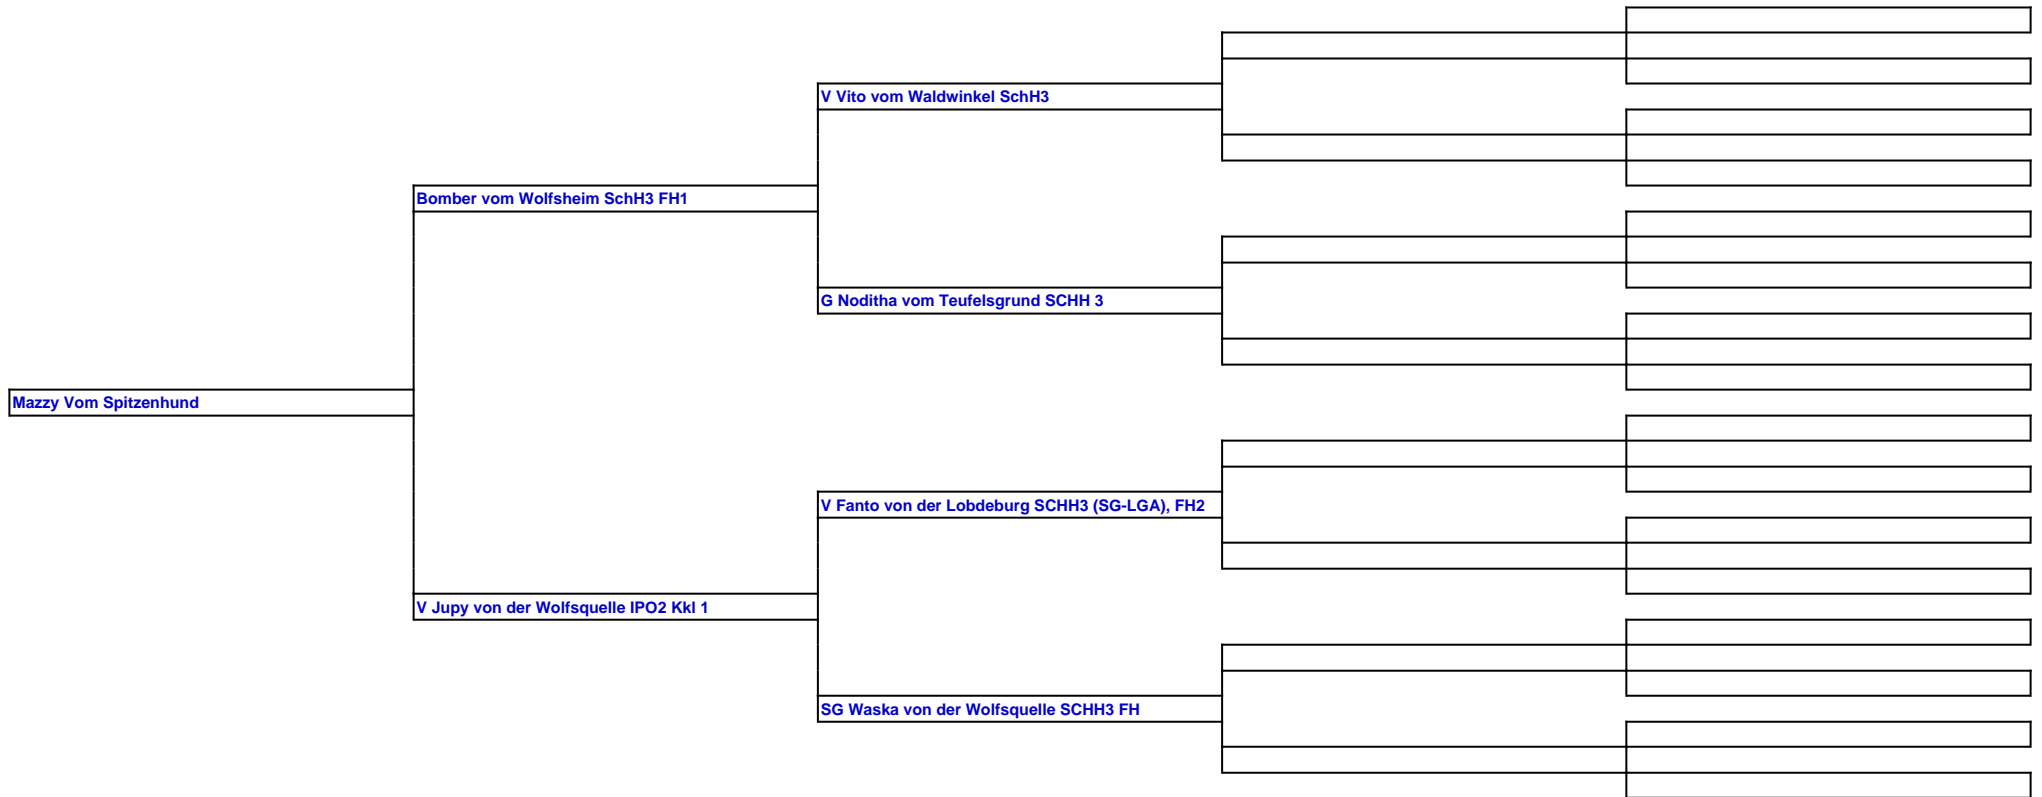 V Vito vom Waldwinkel SchH3
Bomber vom Wolfsheim SchH3 FH1
G Noditha vom Teufelsgrund SCHH 3
Mazzy Vom Spitzenhund
V Fanto von der Lobdeburg SCHH3 (SG-LGA), FH2
V Jupy von der Wolfsquelle IPO2 Kkl 1
SG Waska von der Wolfsquelle SCHH3 FH